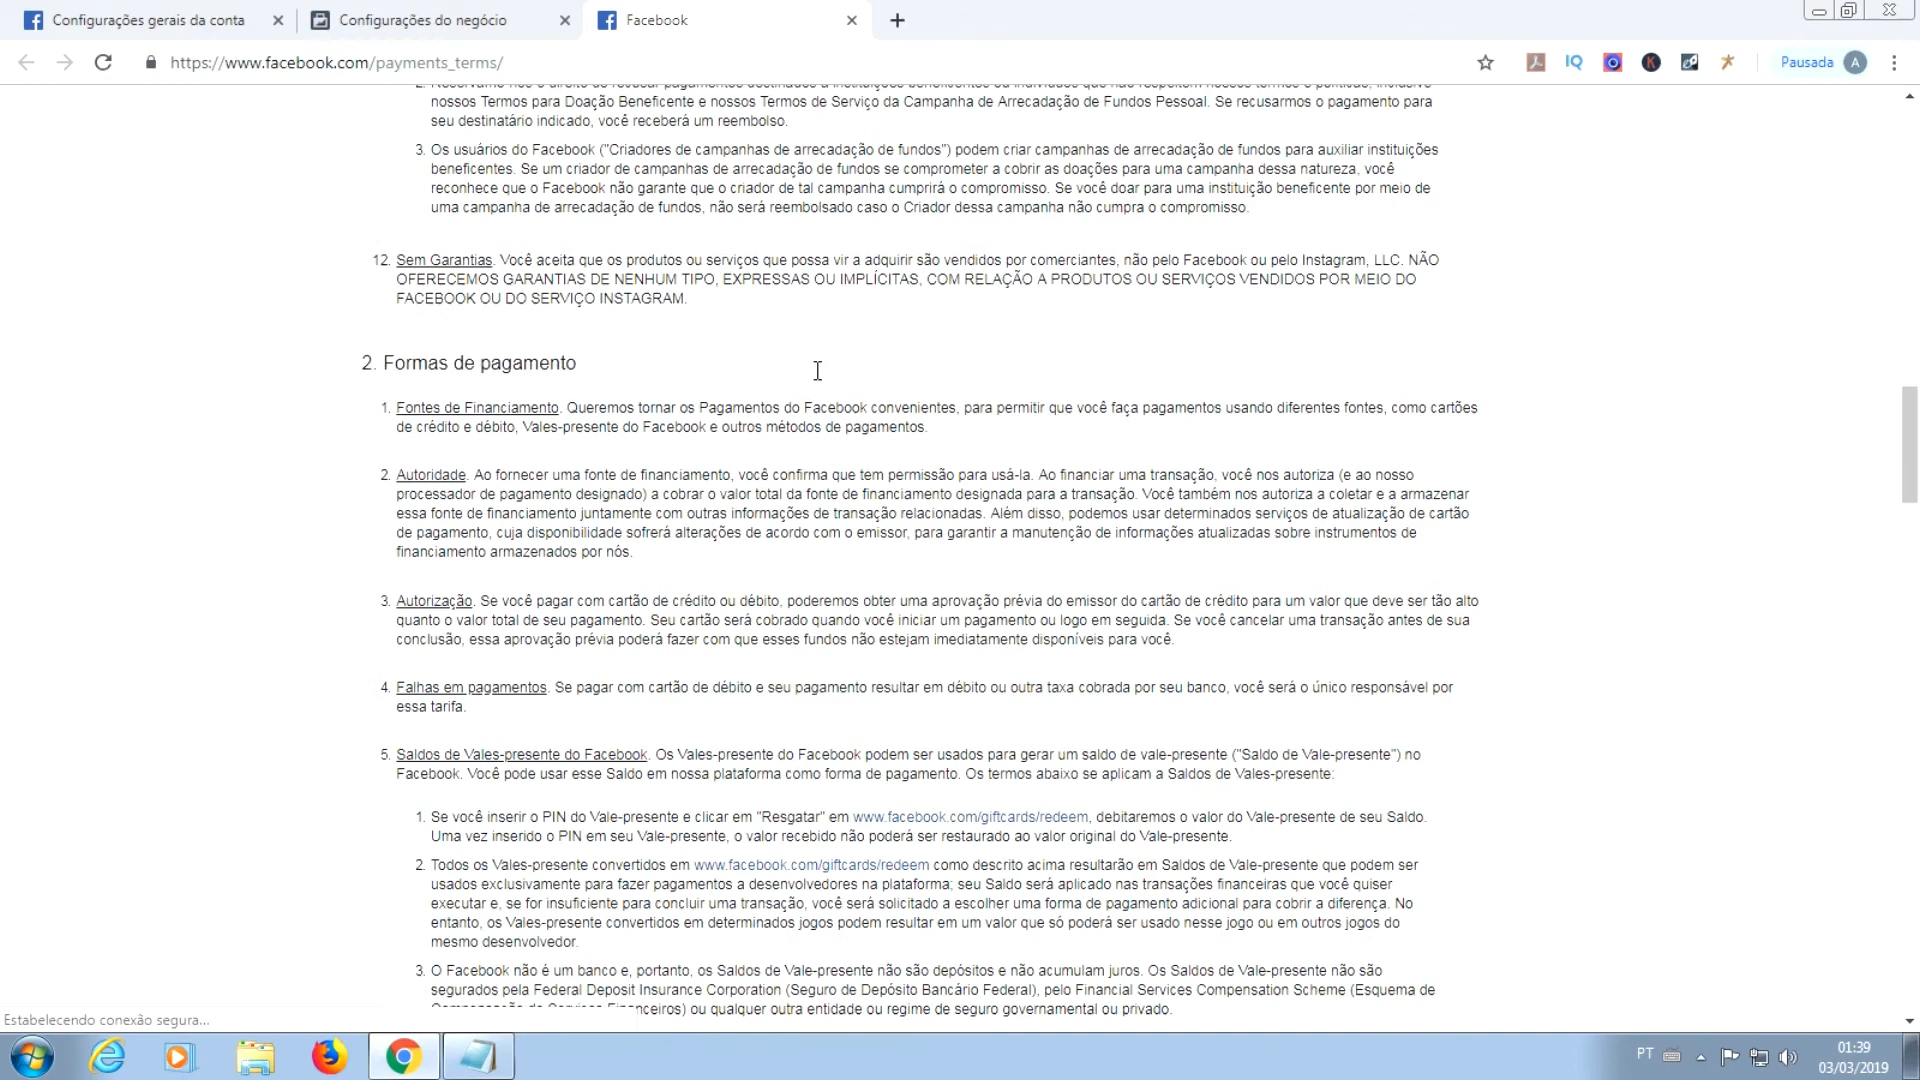 Configurações gerais da conta
Configurações do negócio
Facebook
https://www.facebook.com/payments_terms/
IQ
K
Pausada
A
nossos Termos para Doação Beneficente e nossos Termos de Serviço da Campanha de Arrecadação de Fundos Pessoal. Se recusarmos o pagamento para
seu destinatário indicado, você receberá um reembolso.
3. Os usuários do Facebook ("Criadores de campanhas de arrecadação de fundos") podem criar campanhas de arrecadação de fundos para auxiliar instituições
beneficentes. Se um criador de campanhas de arrecadação de fundos se comprometer a cobrir as doações para uma campanha dessa natureza, você
reconhece que o Facebook não garante que o criador de tal campanha cumprirá o compromisso. Se você doar para uma instituição beneficente por meio de
uma campanha de arrecadação de fundos, não será reembolsado caso o Criador dessa campanha não cumpra o compromisso.
12. Sem Garantias. Você aceita que os produtos ou serviços que possa vir a adquirir são vendidos por comerciantes, não pelo Facebook ou pelo Instagram, LLC. NÃO
OFERECEMOS GARANTIAS DE NENHUM TIPO, EXPRESSAS OU IMPLÍCITAS, COM RELAÇÃO A PRODUTOS OU SERVIÇOS VENDIDOS POR MEIO DO
FACEBOOK OU DO SERVIÇO INSTAGRAM.
2. Formas de pagamento
1. Fontes de Financiamento. Queremos tornar os Pagamentos do Facebook convenientes, para permitir que você faça pagamentos usando diferentes fontes, como cartões
de crédito e débito, Vales-presente do Facebook e outros métodos de pagamentos.
2. Autoridade. Ao fornecer uma fonte de financiamento, você confirma que tem permissão para usá-la. Ao financiar uma transação, você nos autoriza (e ao nosso
processador de pagamento designado) a cobrar o valor total da fonte de financiamento designada para a transação. Você também nos autoriza a coletar e a armazenar
essa fonte de financiamento juntamente com outras informações de transação relacionadas. Além disso, podemos usar determinados serviços de atualização de cartão
de pagamento, cuja disponibilidade sofrerá alterações de acordo com o emissor, para garantir a manutenção de informações atualizadas sobre instrumentos de
financiamento armazenados por nós.
3. Autorização. Se você pagar com cartão de crédito ou débito, poderemos obter uma aprovação prévia do emissor do cartão de crédito para um valor que deve ser tão alto
quanto o valor total de seu pagamento. Seu cartão será cobrado quando você iniciar um pagamento ou logo em seguida. Se você cancelar uma transação antes de sua
conclusão, essa aprovação prévia poderá fazer com que esses fundos não estejam imediatamente disponíveis para você.
4. Falhas em pagamentos. Se pagar com cartão de débito e seu pagamento resultar em débito ou outra taxa cobrada por seu banco, você será o único responsável por
essa tarifa.
5. Saldos de Vales-presente do Facebook. Os Vales-presente do Facebook podem ser usados para gerar um saldo de vale-presente ("Saldo de Vale-presente") no
Facebook. Você pode usar esse Saldo em nossa plataforma como forma de pagamento. Os termos abaixo se aplicam a Saldos de Vales-presente:
1. Se você inserir o PIN do Vale-presente e clicar em "Resgatar" em www.facebook.com/giftcards/redeem, debitaremos o valor do Vale-presente de seu Saldo.
Uma vez inserido o PIN em seu Vale-presente, o valor recebido não poderá ser restaurado ao valor original do Vale-presente.
2. Todos os Vales-presente convertidos em www.facebook.com/giftcards/redeem como descrito acima resultarão em Saldos de Vale-presente que podem ser
usados exclusivamente para fazer pagamentos a desenvolvedores na plataforma; seu Saldo será aplicado nas transações financeiras que você quiser
executar e, se for insuficiente para concluir uma transação, você será solicitado a escolher uma forma de pagamento adicional para cobrir a diferença. No
entanto, os Vales-presente convertidos em determinados jogos podem resultar em um valor que só poderá ser usado nesse jogo ou em outros jogos do
mesmo desenvolvedor.
3. O Facebook não é um banco e, portanto, os Saldos de Vale-presente não são depósitos e não acumulam juros. Os Saldos de Vale-presente não são
segurados pela Federal Deposit Insurance Corporation (Seguro de Depósito Bancário Federal), pelo Financial Services Compensation Scheme (Esquema de
nceiros) ou qualquer outra entidade ou regime de seguro governamental ou privado.
Estabelecendo conexão segura...
PT
01:39
03/03/2019